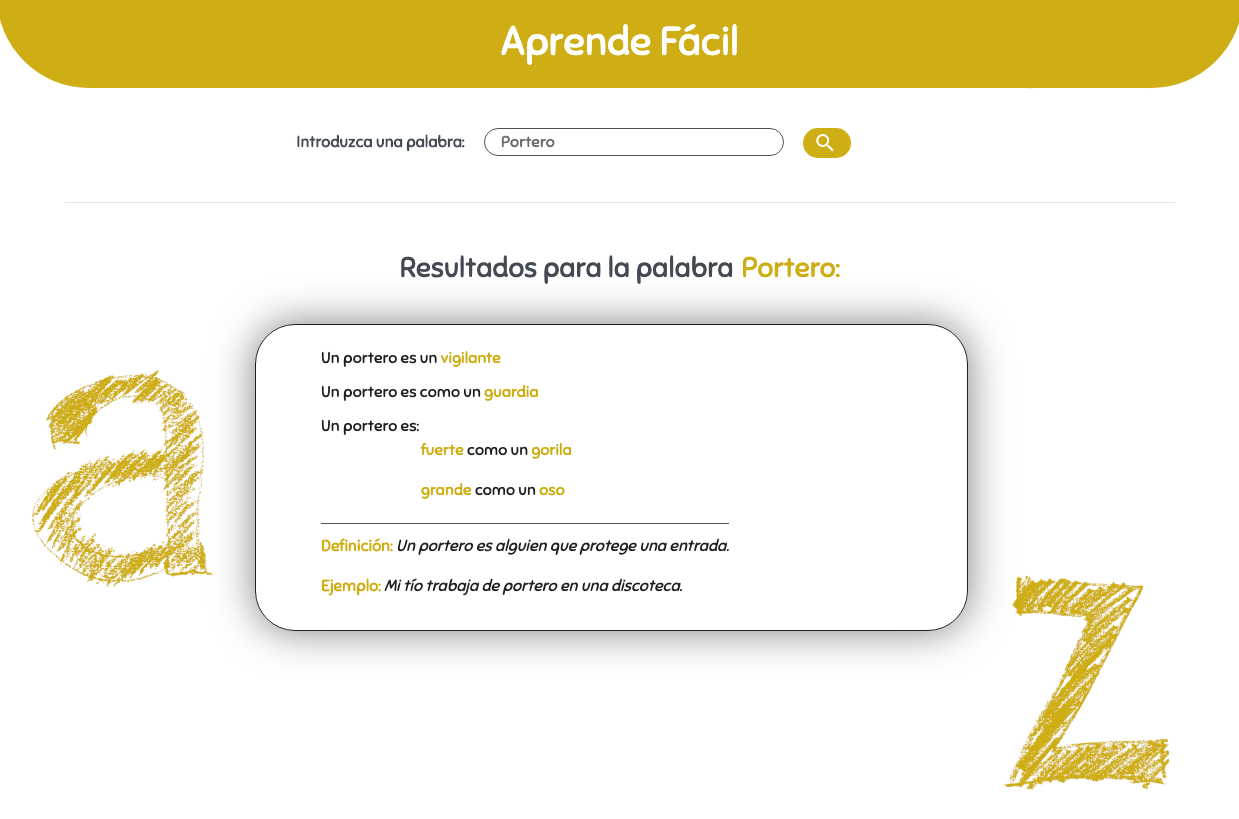 Aprende Fácil
Introduzca una palabra: Portero
Resultados para la palabra Portero:
Un portero es un vigilante
Un portero es como un guardia
Un portero es:
fuerte como un gorila
grande como un oso
Definición: Un portero es alguien que protege una entrada.
Ejemplo: Mi tío trabaja de portero en una discoteca.
a
z